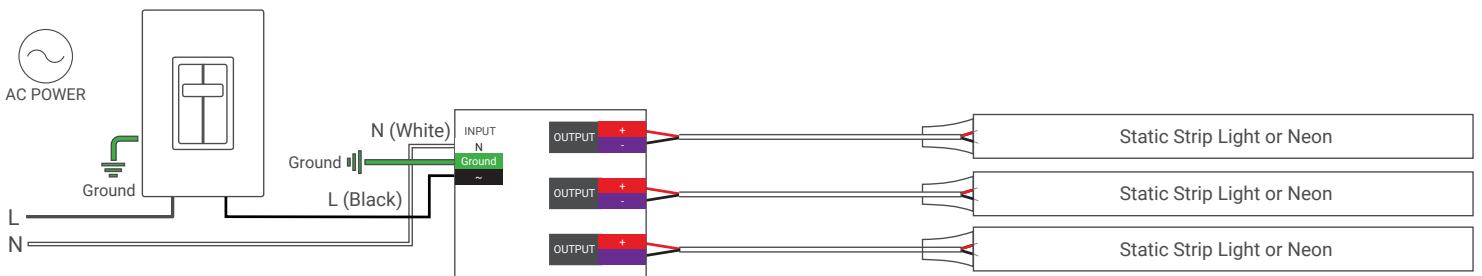 AC POWER
Ground
L
N
N (White)
Ground
L (Black)
INPUT
N
Ground
~
OUTPUT
+
-
Static Strip Light or Neon
OUTPUT
+
-
Static Strip Light or Neon
OUTPUT
+
Static Strip Light or Neon